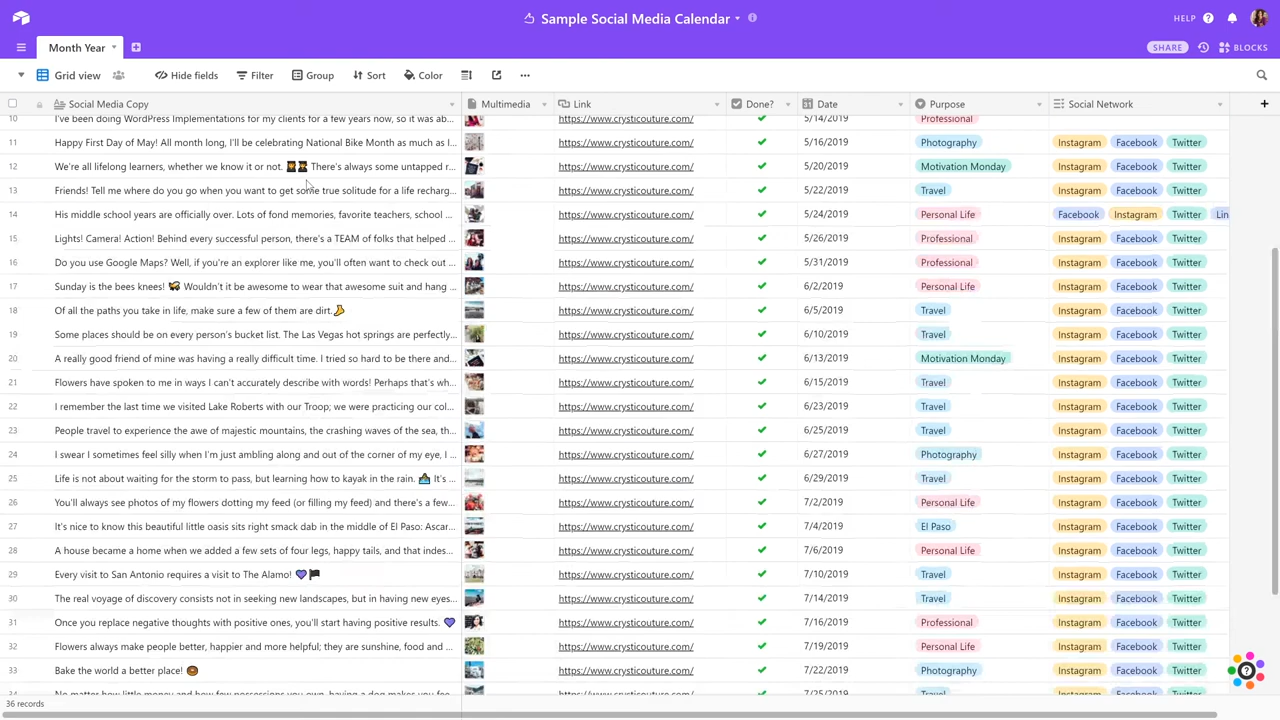 Sample Social Media Calendar
HELP
Month Year
SHARE
BLOCKS
Grid view
Hide fields
Filter
Group
Sort
Color
Social Media Copy Multimedia Link Done? Date Purpose Social Network
10 I've been doing WordPress Implementations for my clients for a few years now, so it was ab... https://www.crysticouture.com/ 5/14/2019 Professional
11 Happy First Day of May! All month long, I'll be celebrating National Bike Month as much as I... https://www.crysticouture.com/ 5/16/2019 Photography Instagram Facebook Twitter
12 We're all lifelong learners, whether we know it or not. 👩‍🎓👨‍🎓 There's always some untapped r... https://www.crysticouture.com/ 5/20/2019 Motivation Monday Instagram Facebook Twitter
13 Friends! Tell me where do you go when you want to get some true solitude for a life recharg... https://www.crysticouture.com/ 5/22/2019 Travel Instagram Facebook Twitter
14 His middle school years are officially over. Lots of fond memories, favorite teachers, school ... https://www.crysticouture.com/ 5/24/2019 Personal Life Facebook Instagram Twitter Lin
15 Lights! Camera! Action! Behind every successful person, there's a TEAM of folks that helped ... https://www.crysticouture.com/ 5/28/2019 Professional Instagram Facebook Twitter
16 Do you use Google Maps? Well, if you're an explorer like me, you'll often want to check out ... https://www.crysticouture.com/ 5/31/2019 Professional Instagram Facebook Twitter
17 Sunday is the bees knees! 🐝 Wouldn't it be awesome to wear that awesome suit and hang ... https://www.crysticouture.com/ 6/2/2019 Personal Life Instagram Facebook Twitter
18 Of all the paths you take in life, make sure a few of them are dirt.🦶 https://www.crysticouture.com/ 6/5/2019 Travel Instagram Facebook Twitter
19 Some places should be on every person's bucket list. The Las Vegas hot springs are perfectly... https://www.crysticouture.com/ 6/10/2019 Travel Instagram Facebook Twitter
20 A really good friend of mine was having a really difficult time. I tried so hard to be there and... https://www.crysticouture.com/ 6/13/2019 Motivation Monday Instagram Facebook Twitter
21 Flowers have spoken to me in ways I can't accurately describe with words! Perhaps that's wh... https://www.crysticouture.com/ 6/15/2019 Travel Instagram Facebook Twitter
22 I remember the last time we visited Lake Roberts with our Troop; we were practicing our col... https://www.crysticouture.com/ 6/23/2019 Travel Instagram Facebook Twitter
23 People travel to experience the awe of majestic mountains, the crashing waves of the sea, th... https://www.crysticouture.com/ 6/25/2019 Travel Instagram Facebook Twitter
24 I swear I sometimes feel silly when I'm just ambling along and out of the corner of my eye, I ... https://www.crysticouture.com/ 6/27/2019 Photography Instagram Facebook Twitter
25 Life is not about waiting for the storm to pass, but learning how to kayak in the rain. 🚣 It's ... https://www.crysticouture.com/ 6/29/2019 Travel Instagram Facebook Twitter
26 You'll always see photos of my flowers dotting my feed (or filling my feed) and there's a few... https://www.crysticouture.com/ 7/2/2019 Personal Life Instagram Facebook Twitter
27 It's nice to know this beautiful little oasis sits right smack dab in the middle of El Paso; Ascar... https://www.crysticouture.com/ 7/4/2019 El Paso Instagram Facebook Twitter
28 A house became a home when we added a few sets of four legs, happy tails, and that indes... https://www.crysticouture.com/ 7/6/2019 Personal Life Instagram Facebook Twitter
29 Every visit to San Antonio requires a visit to The Alamo! 💜🏴 https://www.crysticouture.com/ 7/10/2019 Travel Instagram Facebook Twitter
30 The real voyage of discovery consists not in seeking new landscapes, but in having new eyes... https://www.crysticouture.com/ 7/14/2019 Travel Instagram Facebook Twitter
31 Once you replace negative thoughts with positive ones, you'll start having positive results. 💜 https://www.crysticouture.com/ 7/16/2019 Professional Instagram Facebook Twitter
32 Flowers always make people better, happier and more helpful; they are sunshine, food and ... https://www.crysticouture.com/ 7/18/2019 Personal Life Instagram Facebook Twitter
33 Bake the world a better place! 🍪 https://www.crysticouture.com/ 7/22/2019 Photography Instagram Facebook Twitter
34 No matter how little money and how few possessions you own, having a dog makes you fee... https://www.crysticouture.com/ Travel Instagram Facebook Twitter
36 records